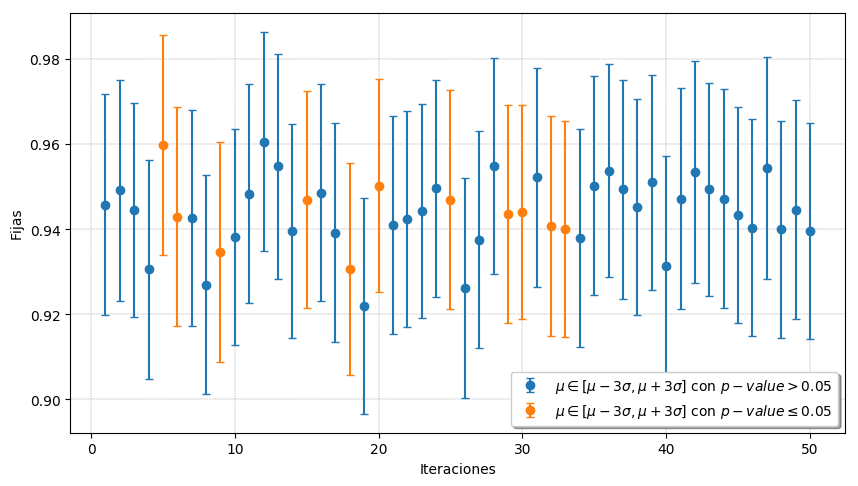 0.98
0.96
0.94
0.92
0.90
Fijas
0 10 20 30 40 50
Iteraciones
μ ∈ [μ − 3σ, μ + 3σ] con p − value > 0.05
μ ∈ [μ − 3σ, μ + 3σ] con p − value ≤ 0.05